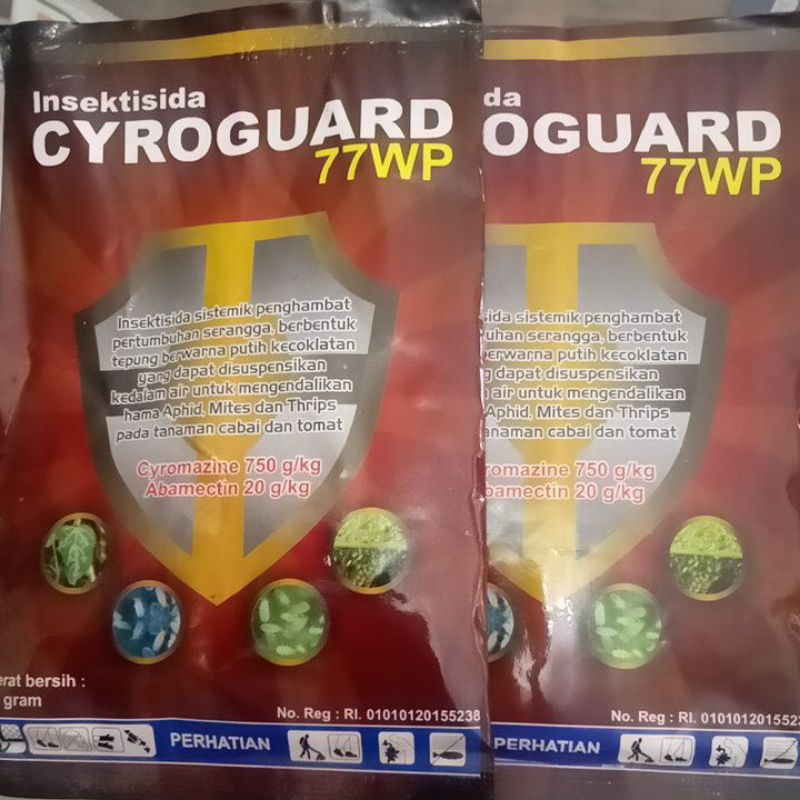 Insektisida
CYROGUARD
77WP
Insektisida sistemik penghambat
pertumbuhan serangga, berbentuk
tepung berwarna putih kecoklatan
yang dapat disuspensikan
kedalam air untuk mengendalikan
hama Aphid, Mites dan Thrips
pada tanaman cabai dan tomat
Cyromazine 750 g/kg
Abamectin 20 g/kg
erat bersih :
gram
No. Reg : RI. 01010120155238
PERHATIAN
da
OGUARD
77WP
ida sistemik penghambat
uhan serangga, berbentuk
erwarna putih kecoklatan
g dapat disuspensikan
air untuk mengendalikan
Aphid, Mites dan Thrips
anaman cabai dan tomat
romazine 750 g/kg
bamectin 20 g/kg
No. Reg : RI. 0101012015523
PERHATIAN